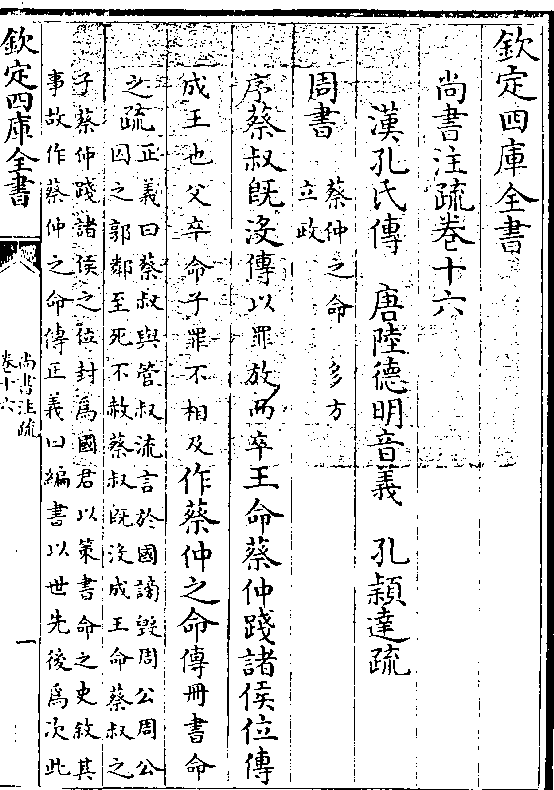 欽定四庫全書
尚書注疏卷十六
漢孔氏傳　唐陸德明音義　孔穎達疏
周書
蔡仲之命　多方
立政
序蔡叔既沒傳以罪放而卒王命蔡仲踐諸侯位傳
成王也父卒命子罪不相及作蔡仲之命傳冊書命
之疏正義曰蔡叔與管叔流言於國謗毀周公周公
囚之郭鄰至死不赦蔡叔既沒成王命蔡叔之
子蔡仲踐諸侯之位封為國君以策書命之史敘其
事故作蔡仲之命傳正義曰編書以世先後為次此
欽定四庫全書
尚書注疏
卷十六
一